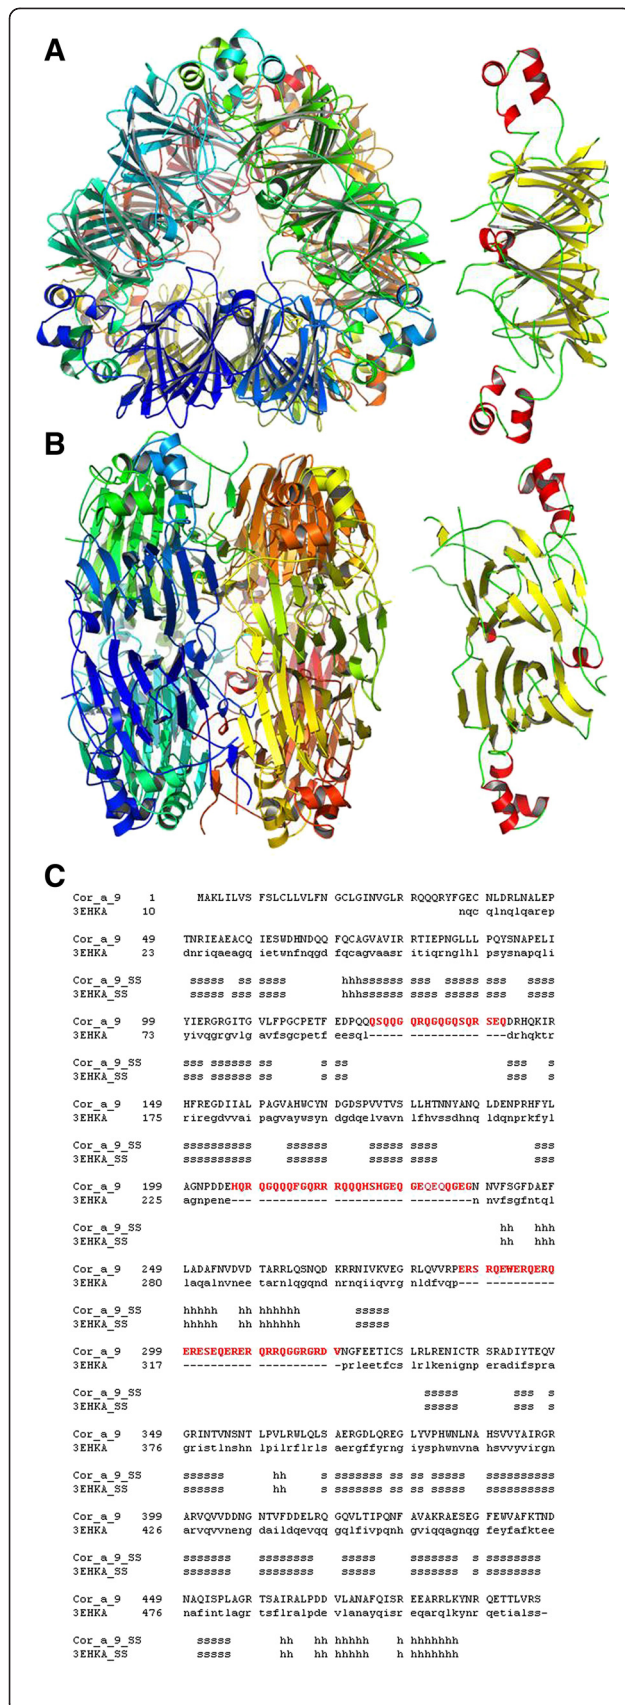 A
B
C
Cor_a_9 1 MAKLILVS FSLCLLVLFN GCLGINVGLR RQQQRYFGEC NLDRLNALEP
3EHKA 10 nqc qlnqlqarep
Cor_a_9 49 TNRIEAEACQ IESWDHNDQQ FQCAGVAVIR RTIEPNGLLL PQYSNAPELI
3EHKA 23 dnriqaeagq ietwnfnqgd fqcagvaasr itiqrnglhl psysnapqli
Cor_a_9_SS sssss ss ssss hhhssssss sss sssss ssss
3EHKA_SS sssss ss ssss hhhssssss sss sssss ssss
Cor_a_9 99 YIERGRGITG VLFPGCPETF EDPQQQSQQG QRQGQGQSQR SEQDRHQKIR
3EHKA 73 yivqgrgvlg avfsgcpetf eesql----- ---------- ---drhqktr
Cor_a_9_SS sss ssssss ss s ss sss s
3EHKA_SS sss ssssss ss s ss sss s
Cor_a_9 149 HFREGDIIAL PAGVAHWCYN DGDSPVVTVS LLHTNNYANQ LDENPRHFYL
3EHKA 175 riregdvvai pagvaywsyn dgdqelvavn lfhvssdhnq ldqnprkfyl
Cor_a_9_SS ssssssssss ssssss ssssss ssss sss
3EHKA_SS ssssssssss ssssss ssssss ssss sss
Cor_a_9 199 AGNPDDEHQR QGQQQFGQRR RQQQHSHGEQ GEQEQQGEGN NVFSGFDAEF
3EHKA 225 agnpene--- ---------- ---------- ---------n nvfsgfntql
Cor_a_9_SS hh hhh
3EHKA_SS hh hhh
Cor_a_9 249 LADAFNVDVD TARRLQSNQD KRRNIVKVEG RLQVVRPERS RQEWERQERQ
3EHKA 280 laqalnvnee tarnlqgqnd nrnqiiqvrg nldfvqp--- ----------
Cor_a_9_SS hhhhh hh hhhhhh sssss
3EHKA_SS hhhhh hh hhhhhh sssss
Cor_a_9 299 ERESEQERER QRRQGGRGRD VNGFEETICS LRLRENICTR SRADIYTEQV
3EHKA 317 ---------- ---------- -prleetfcs lrlkenignp eradifspra
Cor_a_9_SS sssss sss s
3EHKA_SS sssss sss s
Cor_a_9 349 GRINTVNSNT LPVLRWLQLS AERGDLQREG LYVPHWNLNA HSVVYAIRGR
3EHKA 376 gristlnshn lpilrflrls aergffyrng iysphwnvna hsvvyvirgn
Cor_a_9_SS ssssss hh s sssssss ss ss sssss ssssssssss
3EHKA_SS ssssss hh s sssssss ss ss sssss ssssssssss
Cor_a_9 399 ARVQVVDDNG NTVFDDELRQ GQVLTIPQNF AVAKRAESEG FEWVAFKTND
3EHKA 426 arvqvvneng daildqevqq gqlfivpqnh gviqqagnqg feyfafktee
Cor_a_9_SS sssssss ssssssss sssss sssssss s ssssssss
3EHKA_SS sssssss ssssssss sssss sssssss s ssssssss
Cor_a_9 449 NAQISPLAGR TSAIRALPDD VLANAFQISR EEARRLKYNR QETTLVRS
3EHKA 476 nafintlagr tsflralpde vlanayqisr eqarqlkynr qetialss-
Cor_a_9_SS sssss hh hh hhhhh h hhhhhhh
3EHKA_SS sssss hh hh hhhhh h hhhhhhh